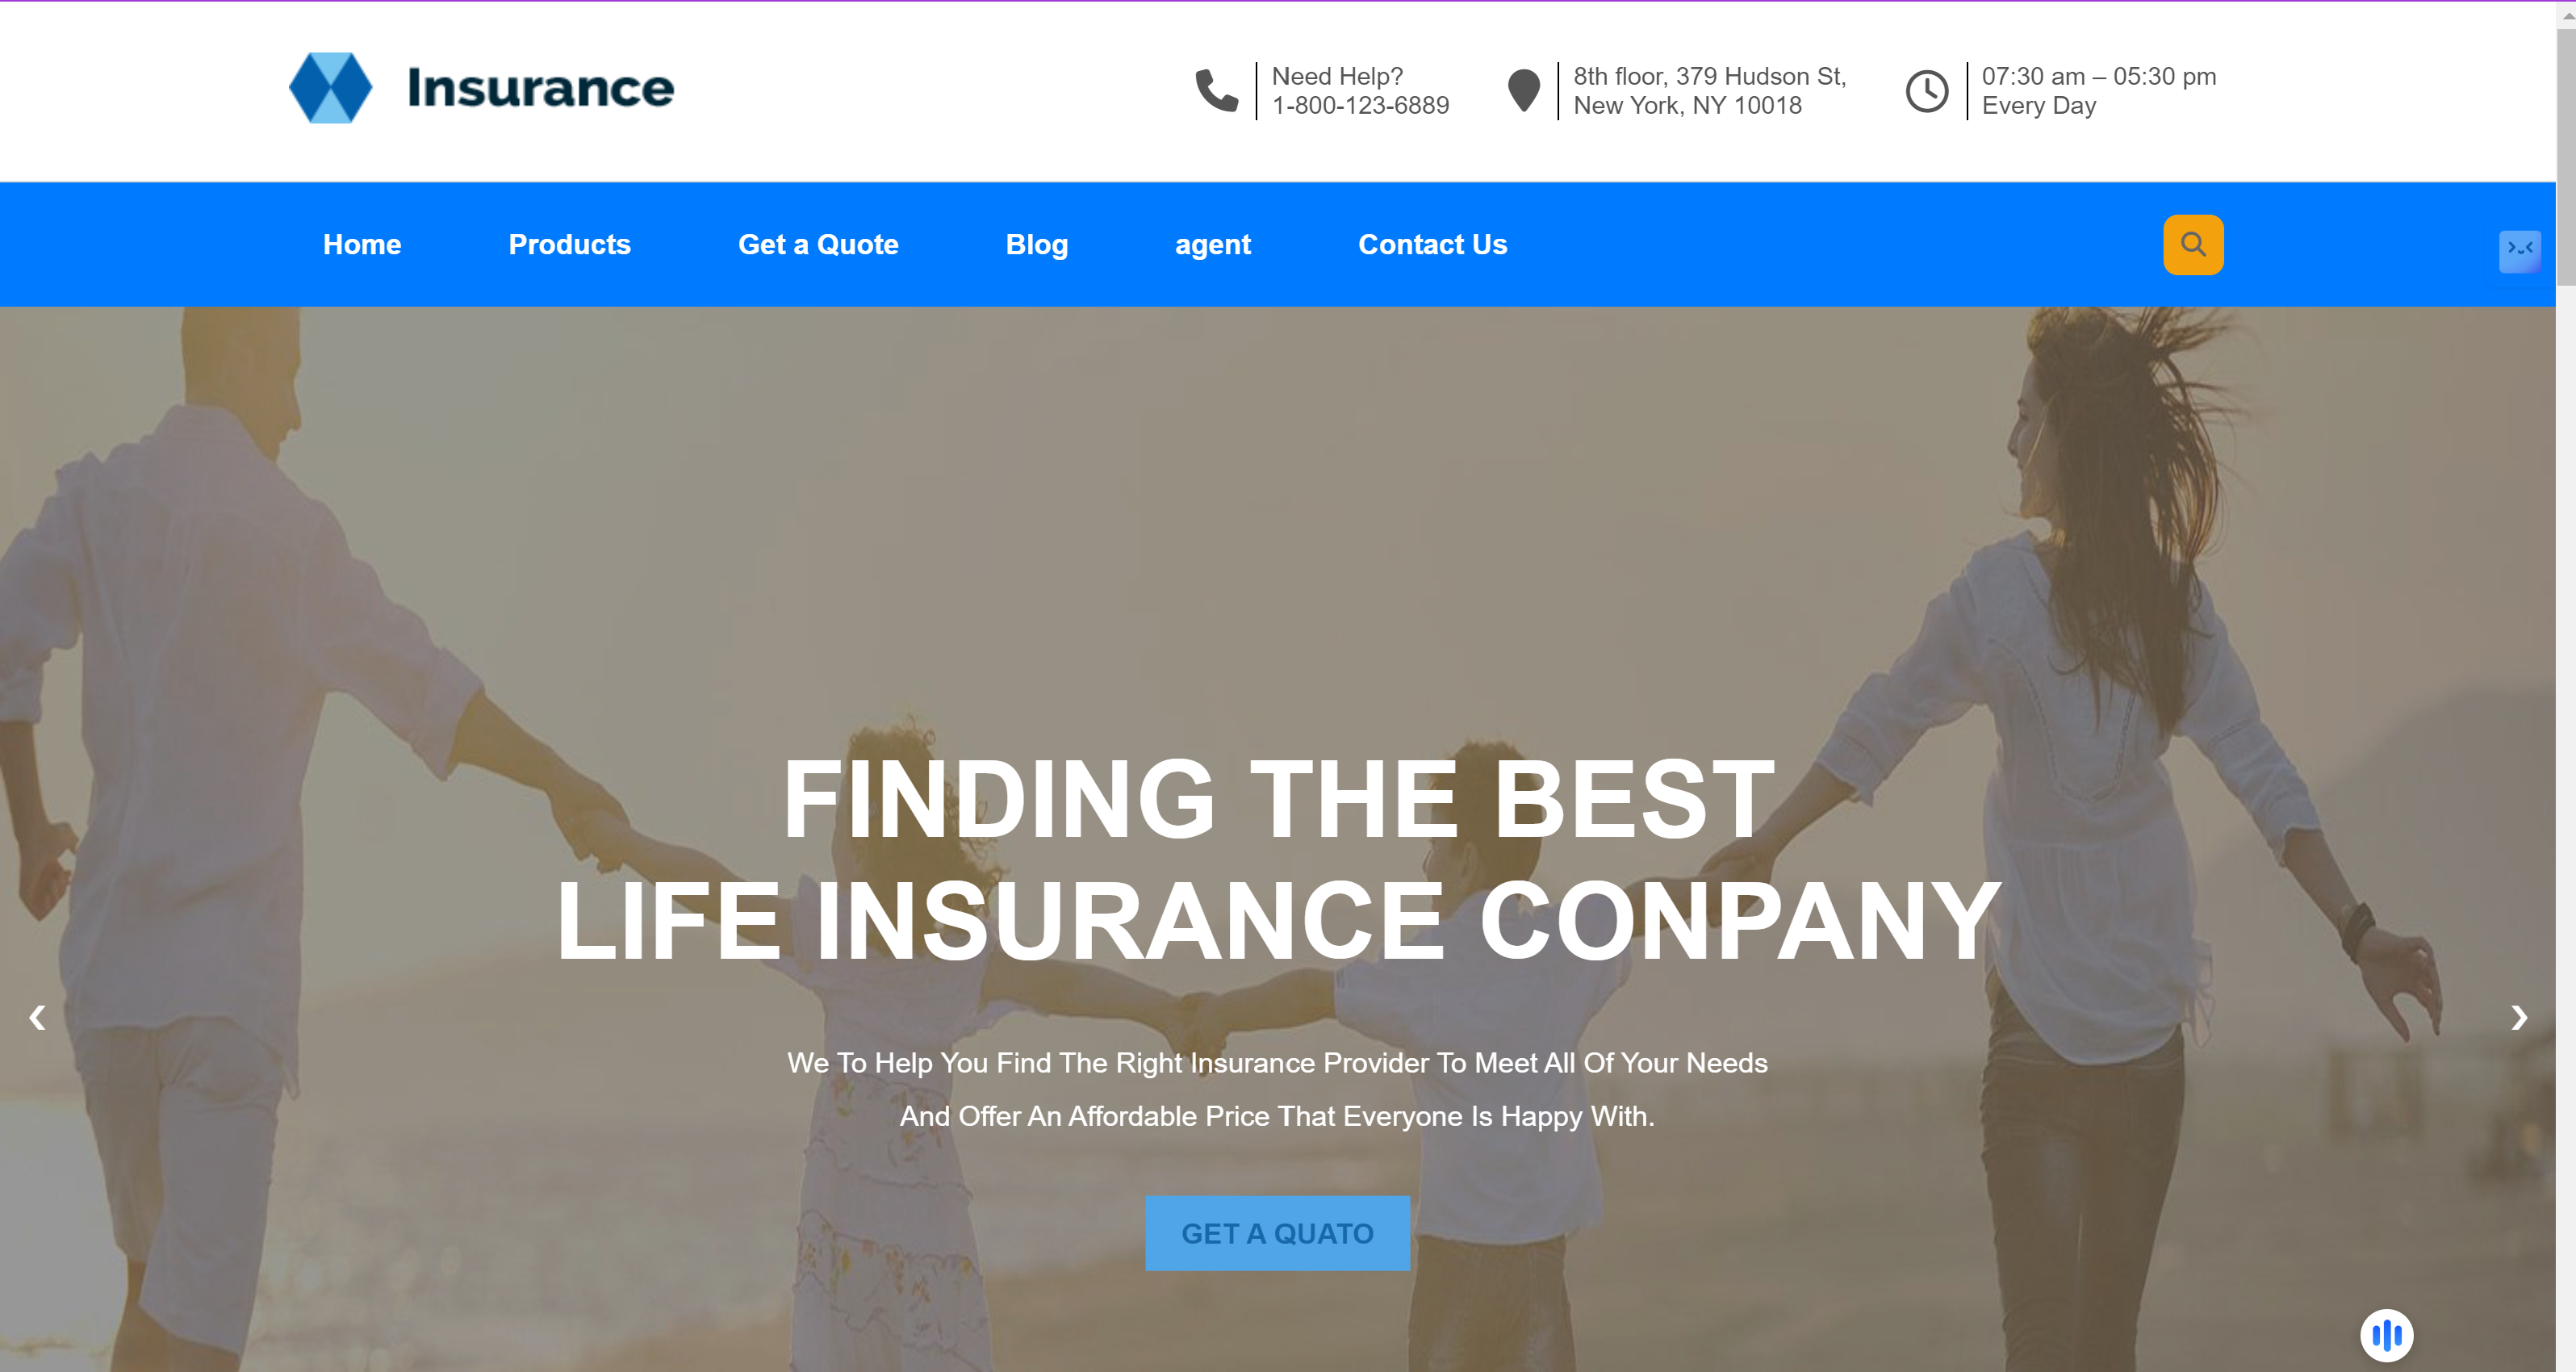 Insurance
Need Help?
1-800-123-6889
8th floor, 379 Hudson St,
New York, NY 10018
07:30 am – 05:30 pm
Every Day
Home
Products
Get a Quote
Blog
agent
Contact Us
FINDING THE BEST
LIFE INSURANCE CONPANY
We To Help You Find The Right Insurance Provider To Meet All Of Your Needs
And Offer An Affordable Price That Everyone Is Happy With.
GET A QUATO